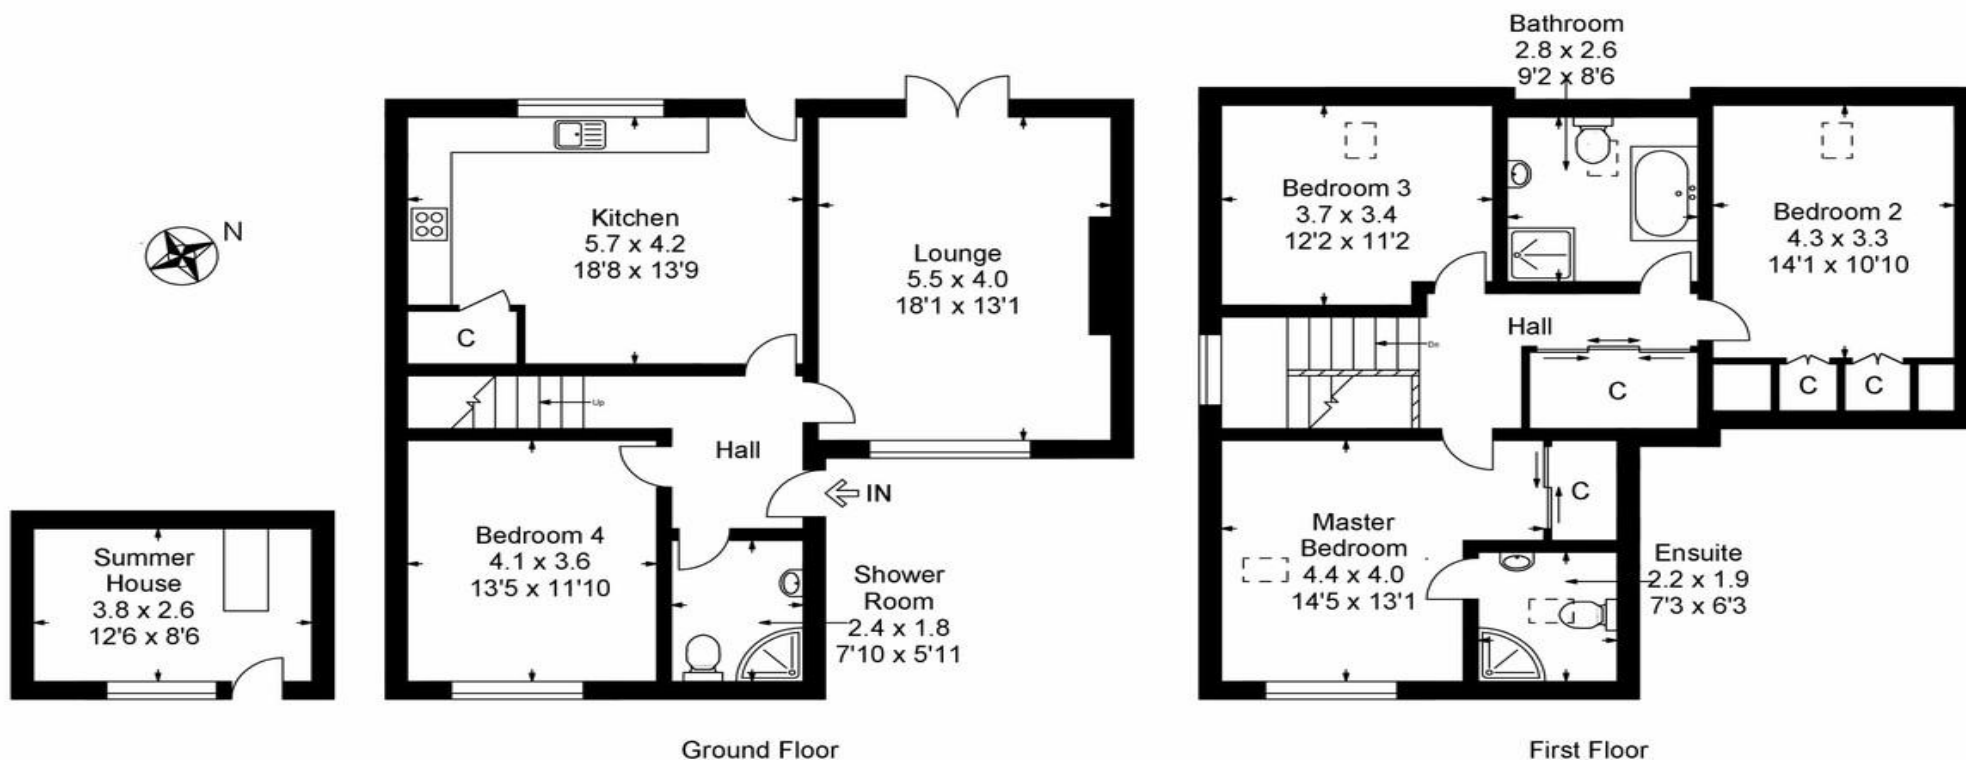 N
Summer
House
3.8 x 2.6
12'6 x 8'6
Kitchen
5.7 x 4.2
18'8 x 13'9
C
Up
Lounge
5.5 x 4.0
18'1 x 13'1
Hall
IN
Bedroom 4
4.1 x 3.6
13'5 x 11'10
Shower
Room
2.4 x 1.8
7'10 x 5'11
Ground Floor
Bathroom
2.8 x 2.6
9'2 x 8'6
Bedroom 3
3.7 x 3.4
12'2 x 11'2
Bedroom 2
4.3 x 3.3
14'1 x 10'10
Hall
Dn
C
C
C
C
Master
Bedroom
4.4 x 4.0
14'5 x 13'1
Ensuite
2.2 x 1.9
7'3 x 6'3
First Floor